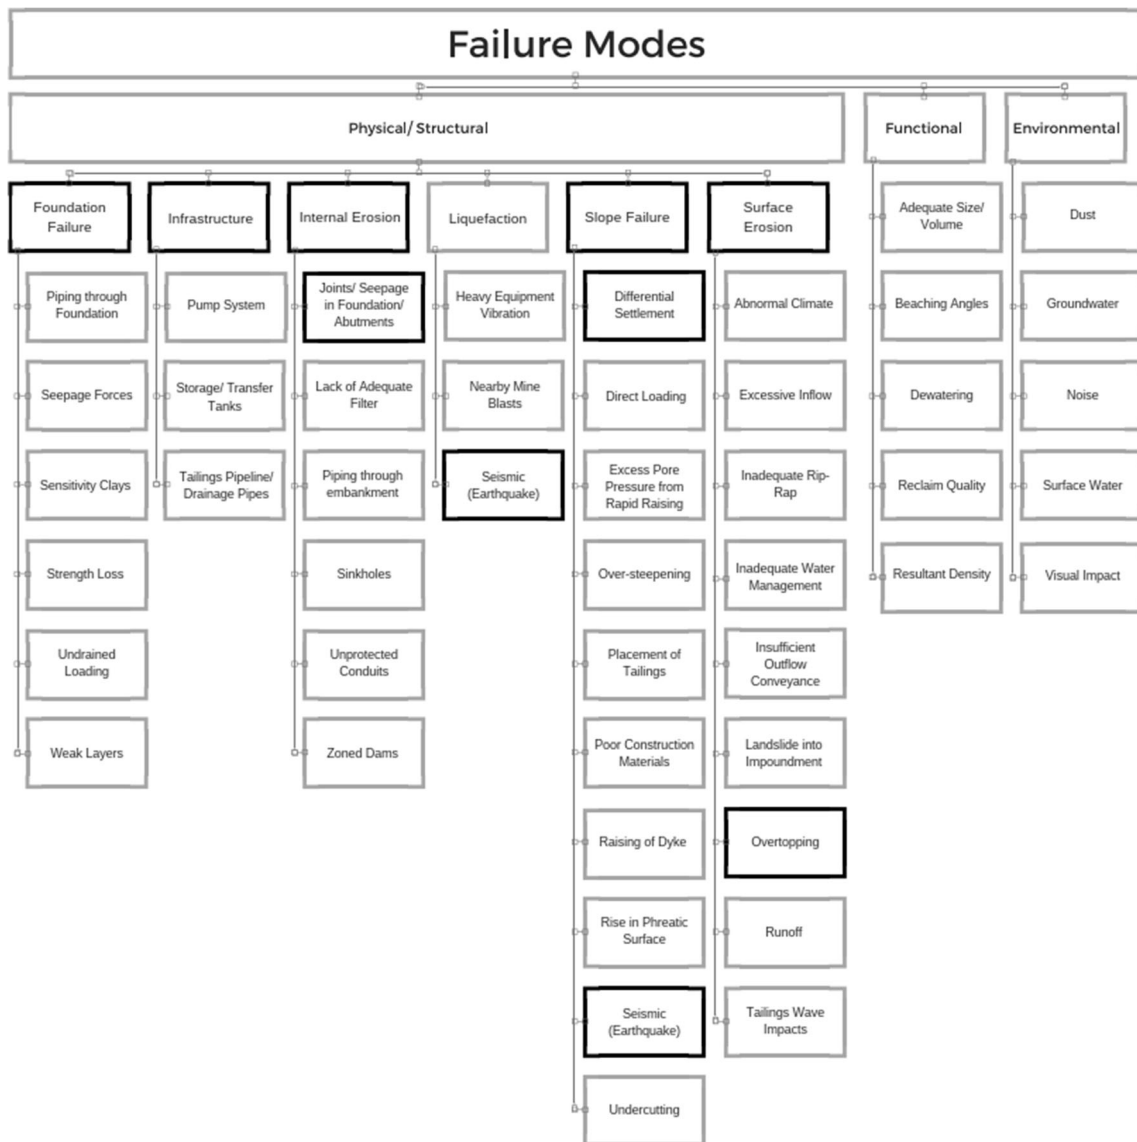 Failure Modes
Physical/ Structural
Functional
Environmental
Foundation
Failure
Infrastructure
Internal Erosion
Liquefaction
Slope Failure
Surface
Erosion
Piping through
Foundation
Seepage Forces
Sensitivity Clays
Strength Loss
Undrained
Loading
Weak Layers
Pump System
Storage/ Transfer
Tanks
Tailings Pipeline/
Drainage Pipes
Joints/ Seepage
in Foundation/
Abutments
Lack of Adequate
Filter
Piping through
embankment
Sinkholes
Unprotected
Conduits
Zoned Dams
Heavy Equipment
Vibration
Nearby Mine
Blasts
Seismic
(Earthquake)
Differential
Settlement
Direct Loading
Excess Pore
Pressure from
Rapid Raising
Over-steepening
Placement of
Tailings
Poor Construction
Materials
Raising of Dyke
Rise in Phreatic
Surface
Seismic
(Earthquake)
Undercutting
Abnormal Climate
Excessive Inflow
Inadequate Rip-
Rap
Inadequate Water
Management
Insufficient
Outflow
Conveyance
Landslide into
Impoundment
Overtopping
Runoff
Tailings Wave
Impacts
Adequate Size/
Volume
Beaching Angles
Dewatering
Reclaim Quality
Resultant Density
Dust
Groundwater
Noise
Surface Water
Visual Impact